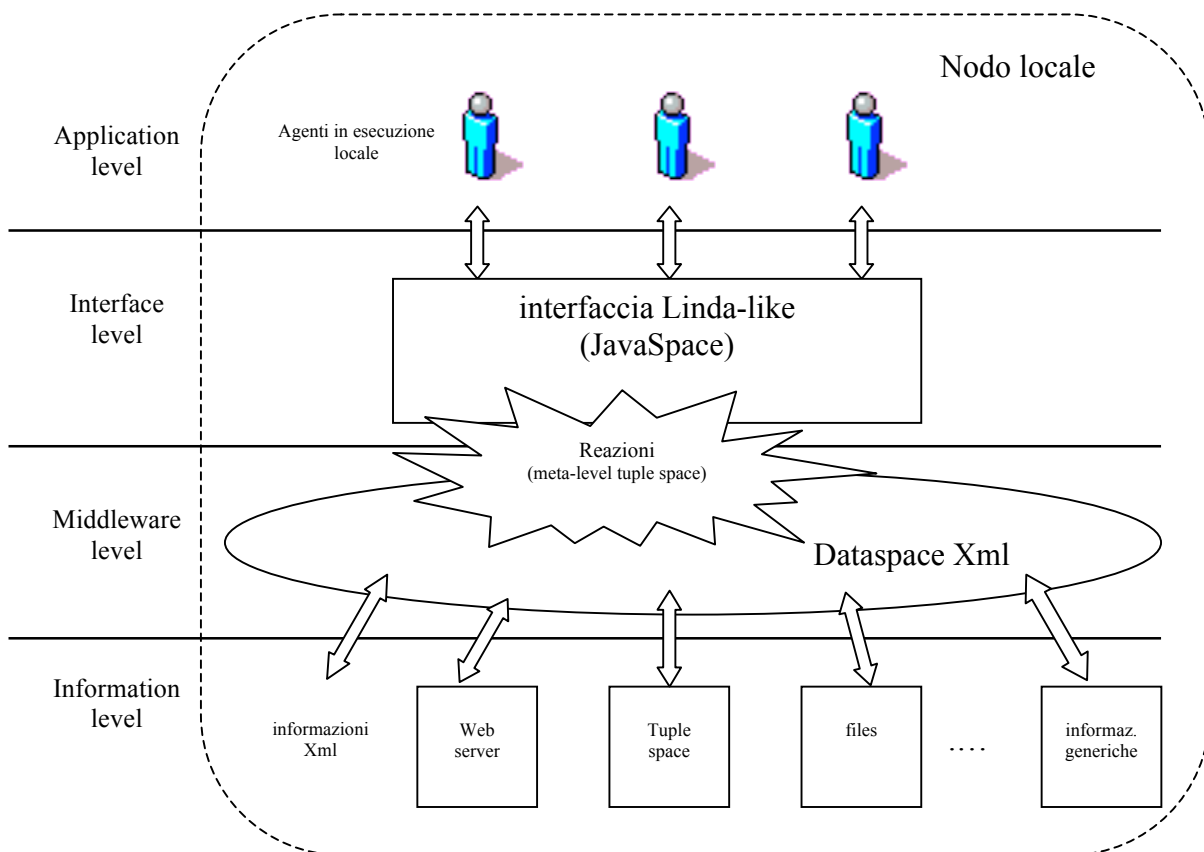 Nodo locale
Application
level
Agenti in esecuzione
locale
Interface
level
interfaccia Linda-like
(JavaSpace)
Reazioni
(meta-level tuple space)
Middleware
level
Dataspace Xml
Information
level
informazioni
Xml
Web
server
Tuple
space
files
....
informaz.
generiche